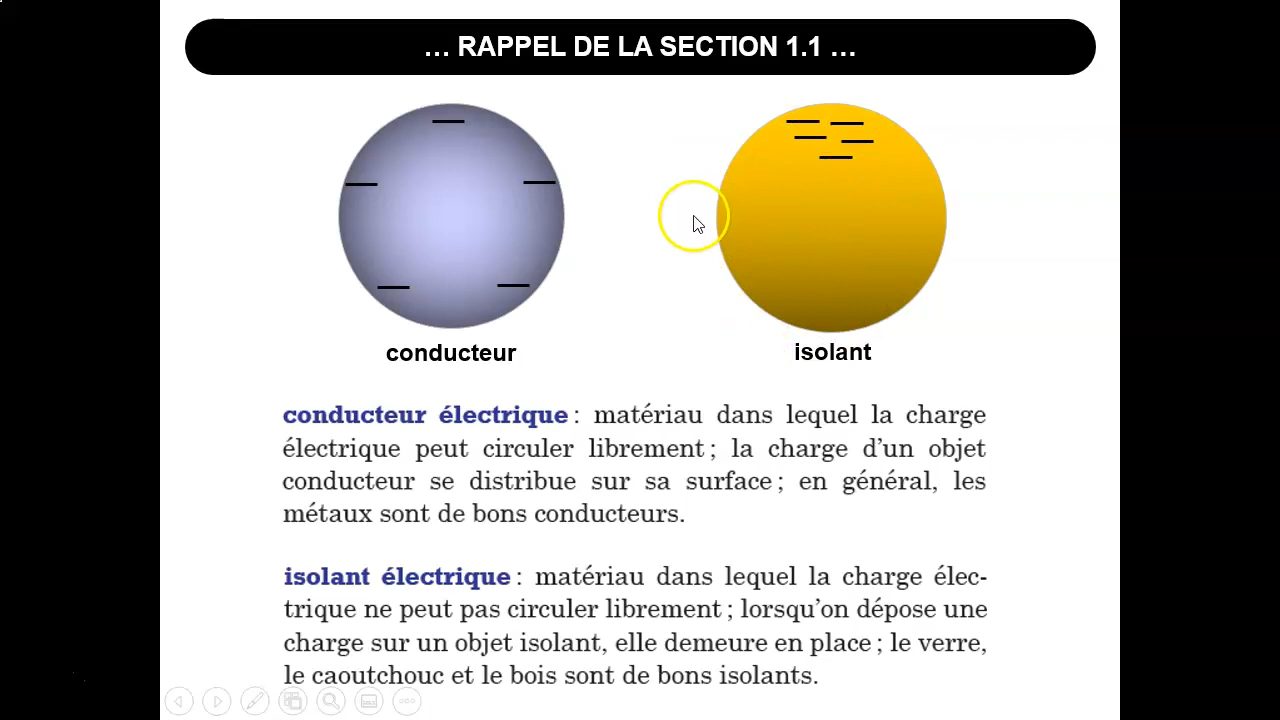 ... RAPPEL DE LA SECTION 1.1 ...
conducteur
isolant
conducteur électrique : matériau dans lequel la charge
électrique peut circuler librement ; la charge d'un objet
conducteur se distribue sur sa surface ; en général, les
métaux sont de bons conducteurs.
isolant électrique : matériau dans lequel la charge élec-
trique ne peut pas circuler librement ; lorsqu'on dépose une
charge sur un objet isolant, elle demeure en place ; le verre,
le caoutchouc et le bois sont de bons isolants.